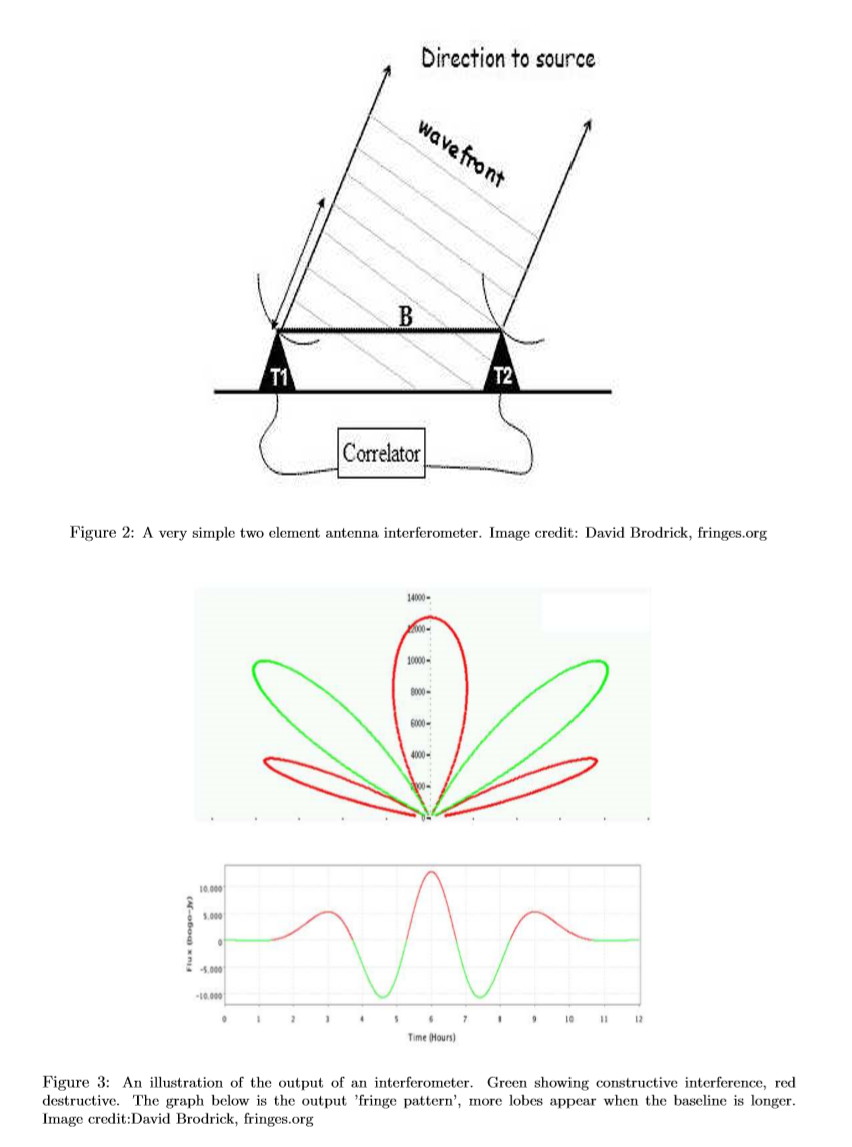 Direction to source
wavefront
B
T1
T2
Correlator
Figure 2: A very simple two element antenna interferometer. Image credit: David Brodrick, fringes.org
14000
12000
10000
8000
6000
4000
2000
0
10,000
5,000
0
-5,000
-10,000
Flux (bogo-Jy)
0 1 2 3 4 5 6 7 8 9 10 11 12
Time (Hours)
Figure 3: An illustration of the output of an interferometer. Green showing constructive interference, red
destructive. The graph below is the output 'fringe pattern', more lobes appear when the baseline is longer.
Image credit:David Brodrick, fringes.org